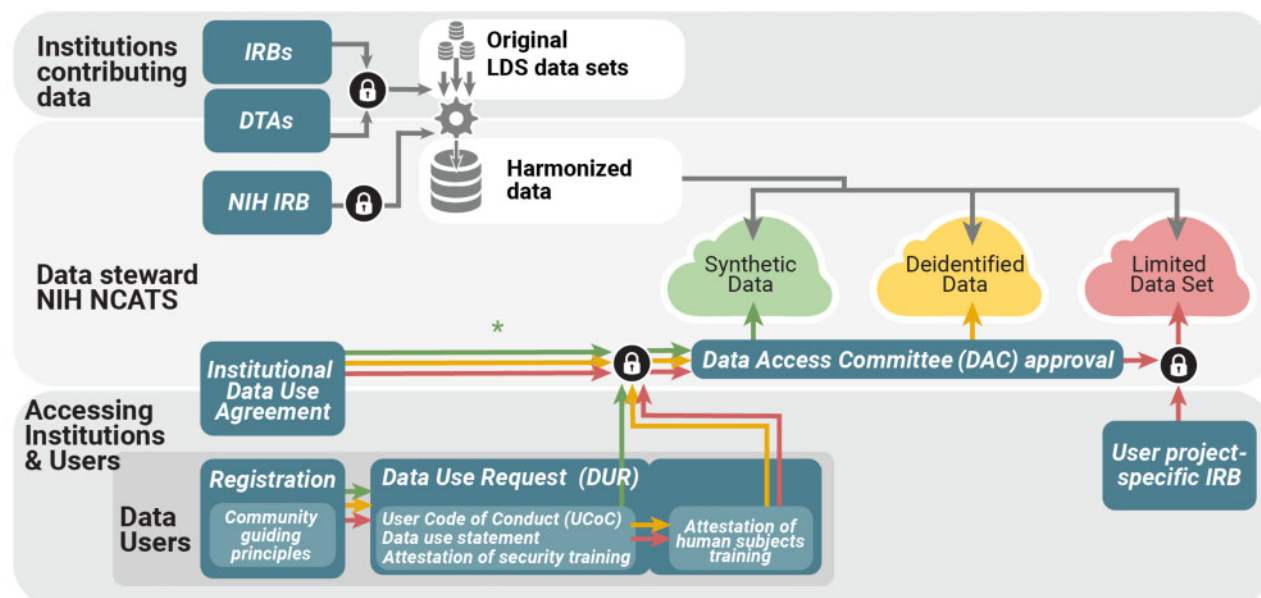 Institutions
contributing
data
IRBs
DTAs
Original
LDS data sets
Data steward
NIH NCATS
NIH IRB
Harmonized
data
Synthetic
Data
Deidentified
Data
Limited
Data Set
*
Institutional
Data Use
Agreement
Data Access Committee (DAC) approval
Accessing
Institutions
& Users
User project-
specific IRB
Data
Users
Registration
Community
guiding
principles
Data Use Request (DUR)
User Code of Conduct (UCoC)
Data use statement
Attestation of security training
Attestation of
human subjects
training